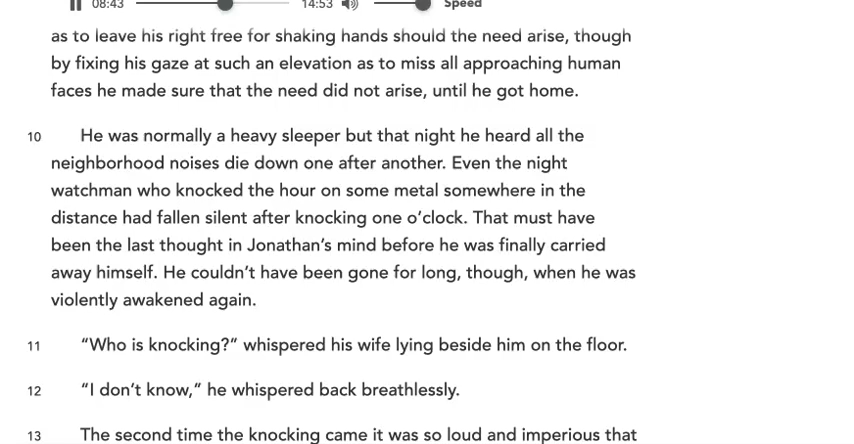 08:43 14:53 Speed
as to leave his right free for shaking hands should the need arise, though
by fixing his gaze at such an elevation as to miss all approaching human
faces he made sure that the need did not arise, until he got home.
10 He was normally a heavy sleeper but that night he heard all the
neighborhood noises die down one after another. Even the night
watchman who knocked the hour on some metal somewhere in the
distance had fallen silent after knocking one o’clock. That must have
been the last thought in Jonathan’s mind before he was finally carried
away himself. He couldn’t have been gone for long, though, when he was
violently awakened again.
11 “Who is knocking?” whispered his wife lying beside him on the floor.
12 “I don’t know,” he whispered back breathlessly.
13 The second time the knocking came it was so loud and imperious that